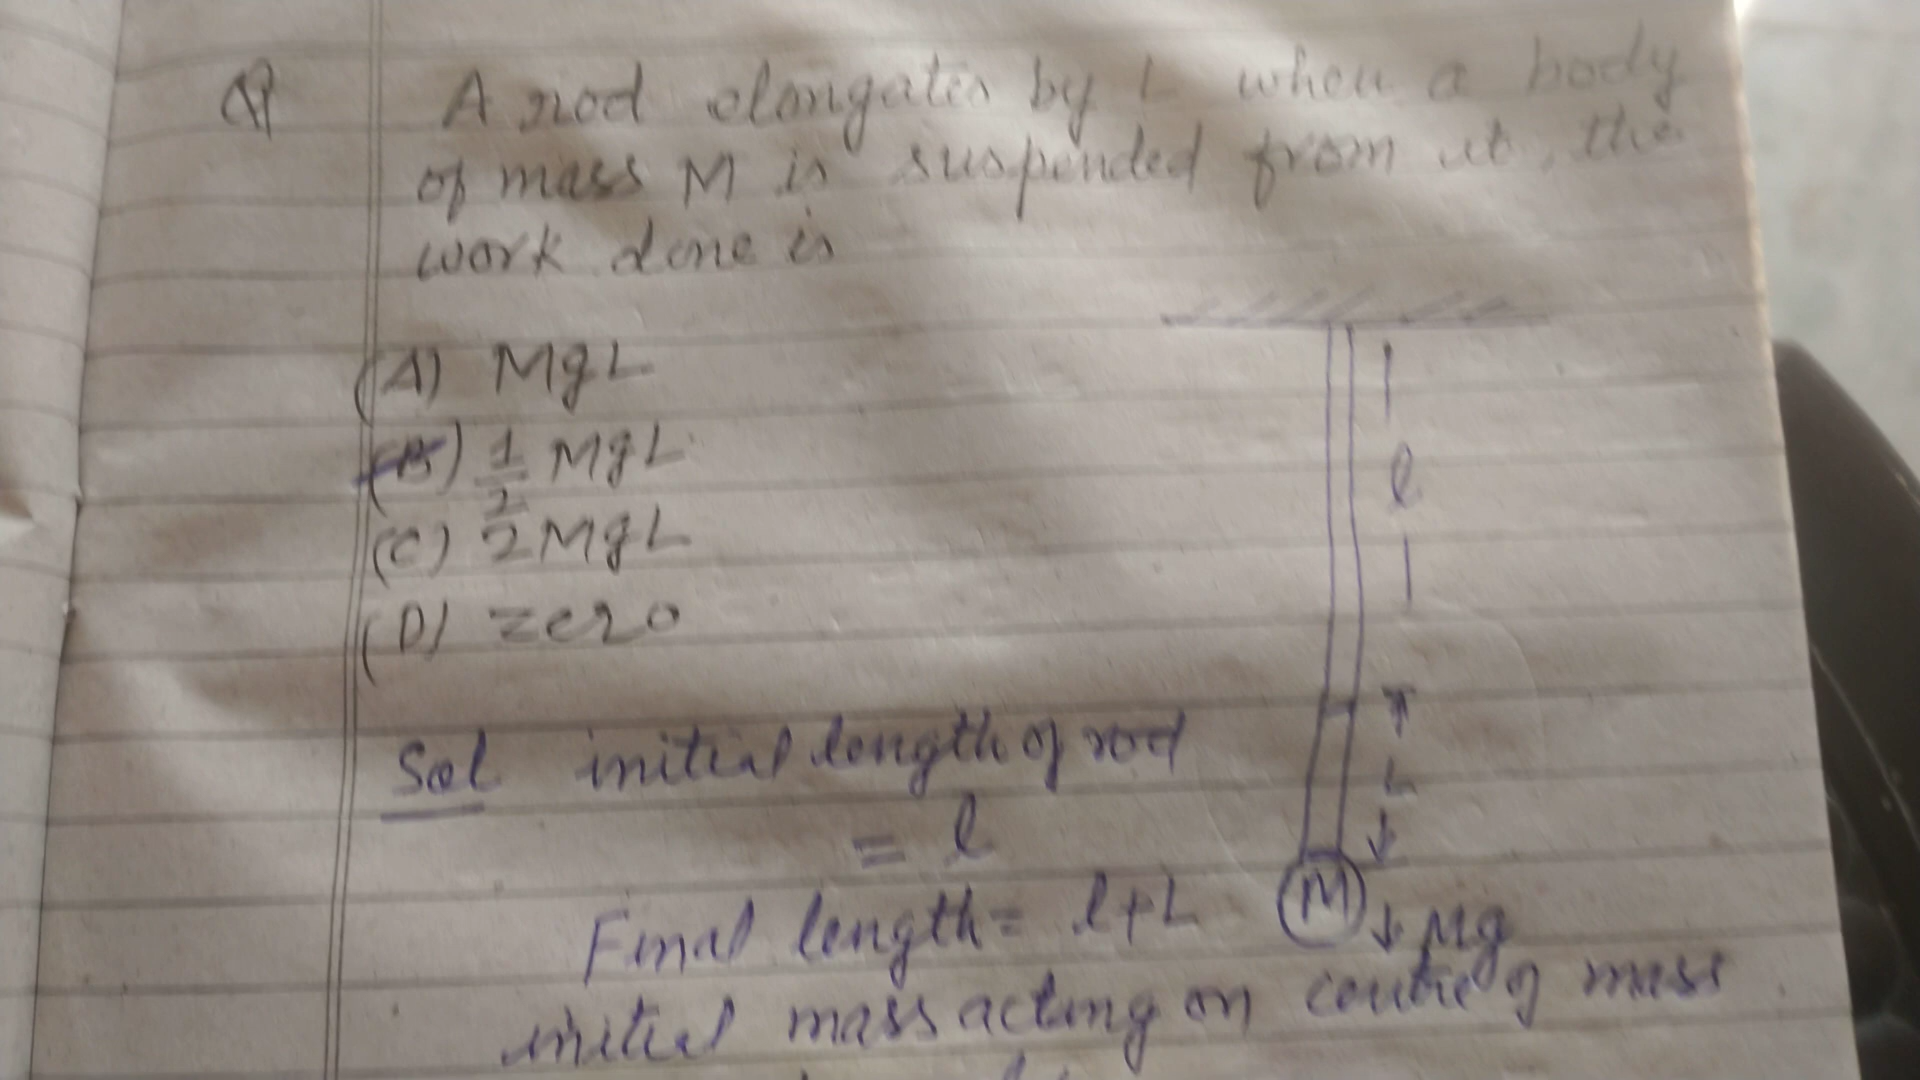 Q A rod elongates by L when a body
of mass M is suspended from it, the
work done is
(A) MgL
(B) 1/2 MgL
(C) 2MgL
(D) zero
l
Sol initial length of rod
L
= l
M
Final length = l+L
Mg
initial mass acting on centre of mass